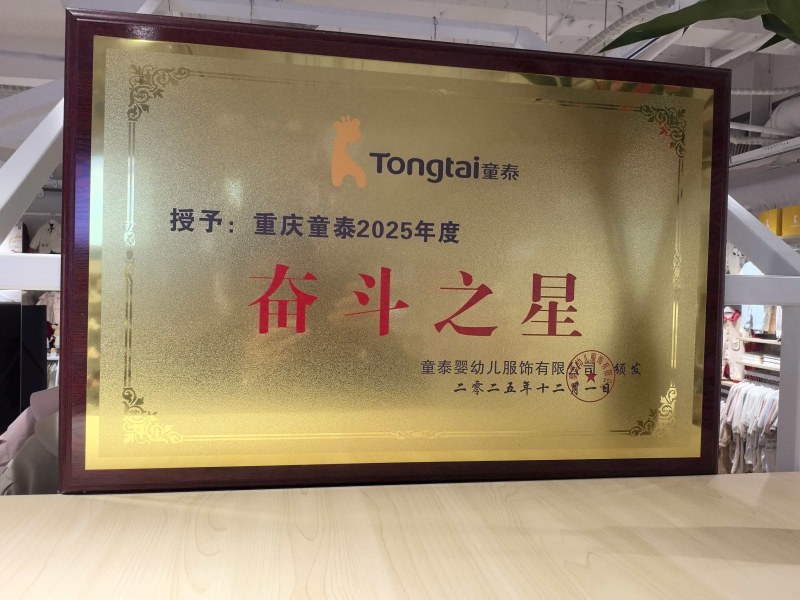 Tongtai童泰
授予：重庆童泰2025年度
奋斗之星
童泰婴幼儿服饰有限公司 颁发
二零二五年十二月一日